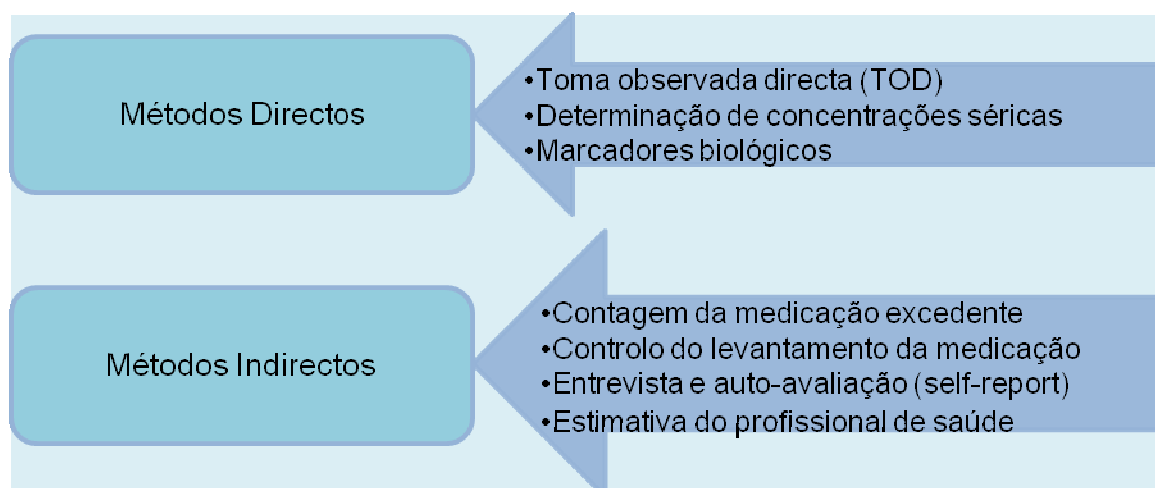 Métodos Directos
•Toma observada directa (TOD)
•Determinação de concentrações séricas
•Marcadores biológicos
Métodos Indirectos
•Contagem da medicação excedente
•Controlo do levantamento da medicação
•Entrevista e auto-avaliação (self-report)
•Estimativa do profissional de saúde